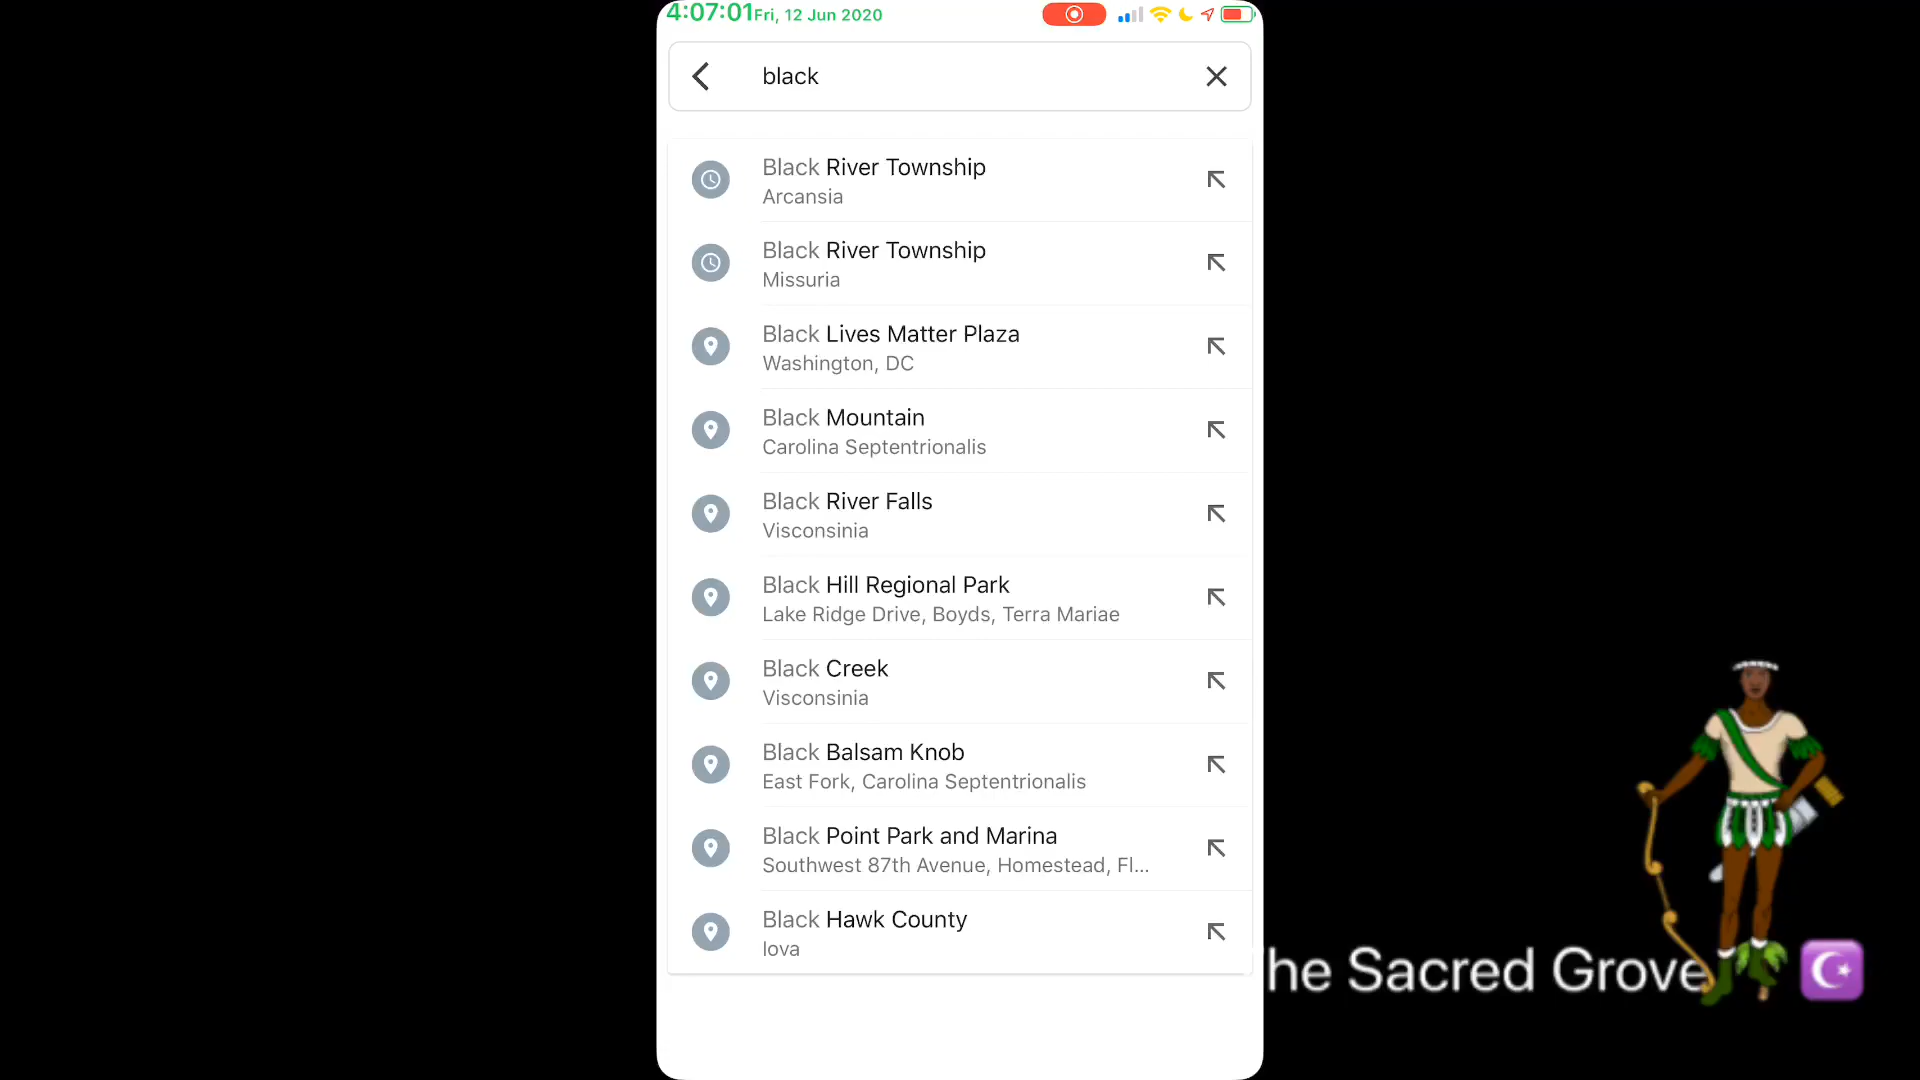 4:07:01 Fri, 12 Jun 2020
black
Black River Township
Arcansia
Black River Township
Missuria
Black Lives Matter Plaza
Washington, DC
Black Mountain
Carolina Septentrionalis
Black River Falls
Visconsinia
Black Hill Regional Park
Lake Ridge Drive, Boyds, Terra Mariae
Black Creek
Visconsinia
Black Balsam Knob
East Fork, Carolina Septentrionalis
Black Point Park and Marina
Southwest 87th Avenue, Homestead, Fl...
Black Hawk County
Iova
he Sacred Grove